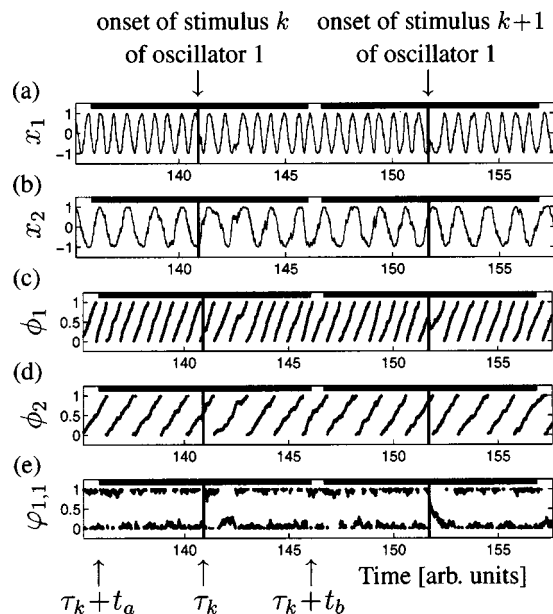 onset of stimulus k onset of stimulus k+1
of oscillator 1 of oscillator 1
(a)
x₁
1
0
-1
140 145 150 155
(b)
x₂
1
0
-1
140 145 150 155
(c)
ϕ₁
1
0.5
0
140 145 150 155
(d)
ϕ₂
1
0.5
0
140 145 150 155
(e)
φ₁,₁
1
0.5
0
140 145 150 155
Time [arb. units]
τₖ+tₐ τₖ τₖ+t_b